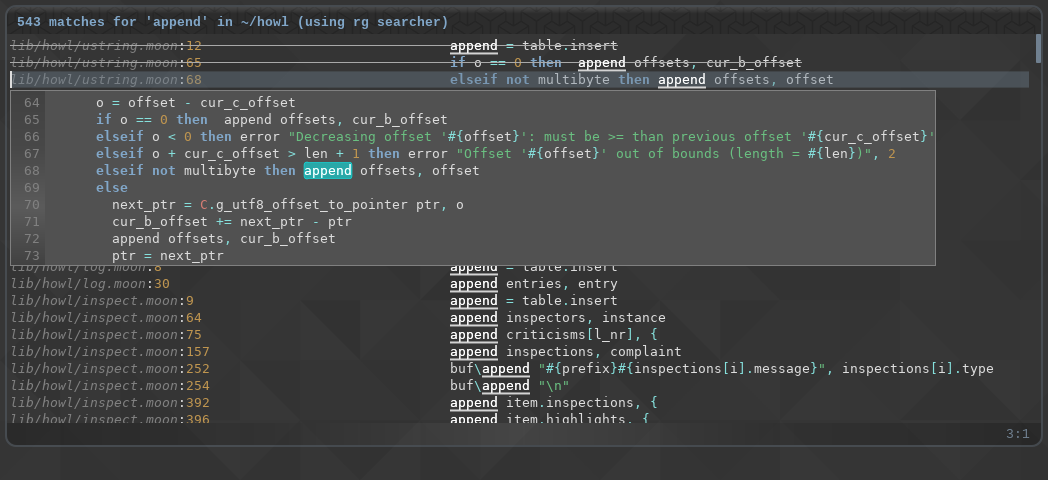 543 matches for 'append' in ~/howl (using rg searcher)
lib/howl/ustring.moon:12 append = table.insert
lib/howl/ustring.moon:65 if o == 0 then  append offsets, cur_b_offset
lib/howl/ustring.moon:68 elseif not multibyte then append offsets, offset
64 o = offset - cur_c_offset
65 if o == 0 then  append offsets, cur_b_offset
66 elseif o < 0 then error "Decreasing offset '#{offset}': must be >= than previous offset '#{cur_c_offset}'
67 elseif o + cur_c_offset > len + 1 then error "Offset '#{offset}' out of bounds (length = #{len})", 2
68 elseif not multibyte then append offsets, offset
69 else
70 next_ptr = C.g_utf8_offset_to_pointer ptr, o
71 cur_b_offset += next_ptr - ptr
72 append offsets, cur_b_offset
73 ptr = next_ptr
lib/howl/log.moon:8 append = table.insert
lib/howl/log.moon:30 append entries, entry
lib/howl/inspect.moon:9 append = table.insert
lib/howl/inspect.moon:64 append inspectors, instance
lib/howl/inspect.moon:75 append criticisms[l_nr], {
lib/howl/inspect.moon:157 append inspections, complaint
lib/howl/inspect.moon:252 buf\append "#{prefix}#{inspections[i].message}", inspections[i].type
lib/howl/inspect.moon:254 buf\append "\n"
lib/howl/inspect.moon:392 append item.inspections, {
lib/howl/inspect.moon:396 append item.highlights, {
3:1